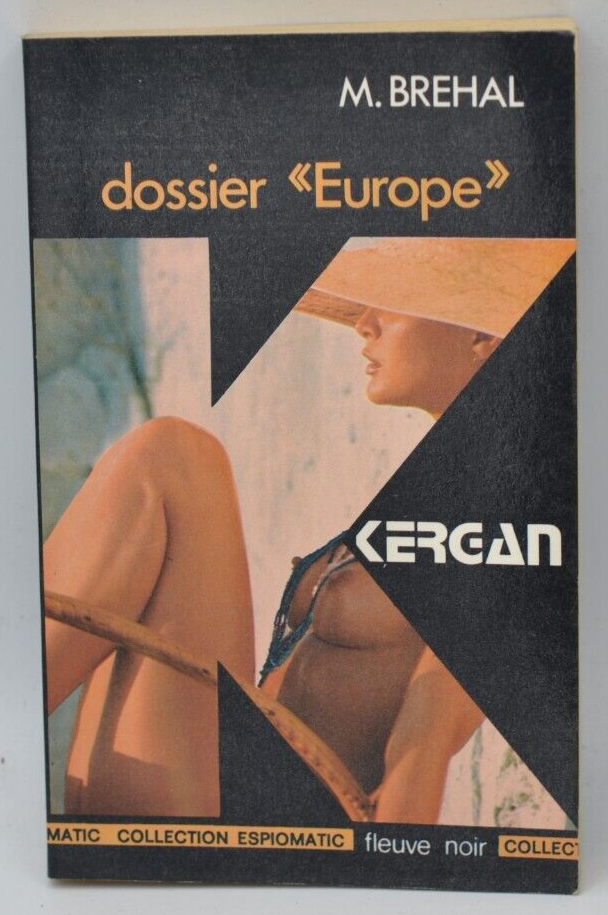 M. BREHAL
dossier «Europe»
KERGAN
MATIC COLLECTION ESPIOMATIC fleuve noir COLLECT